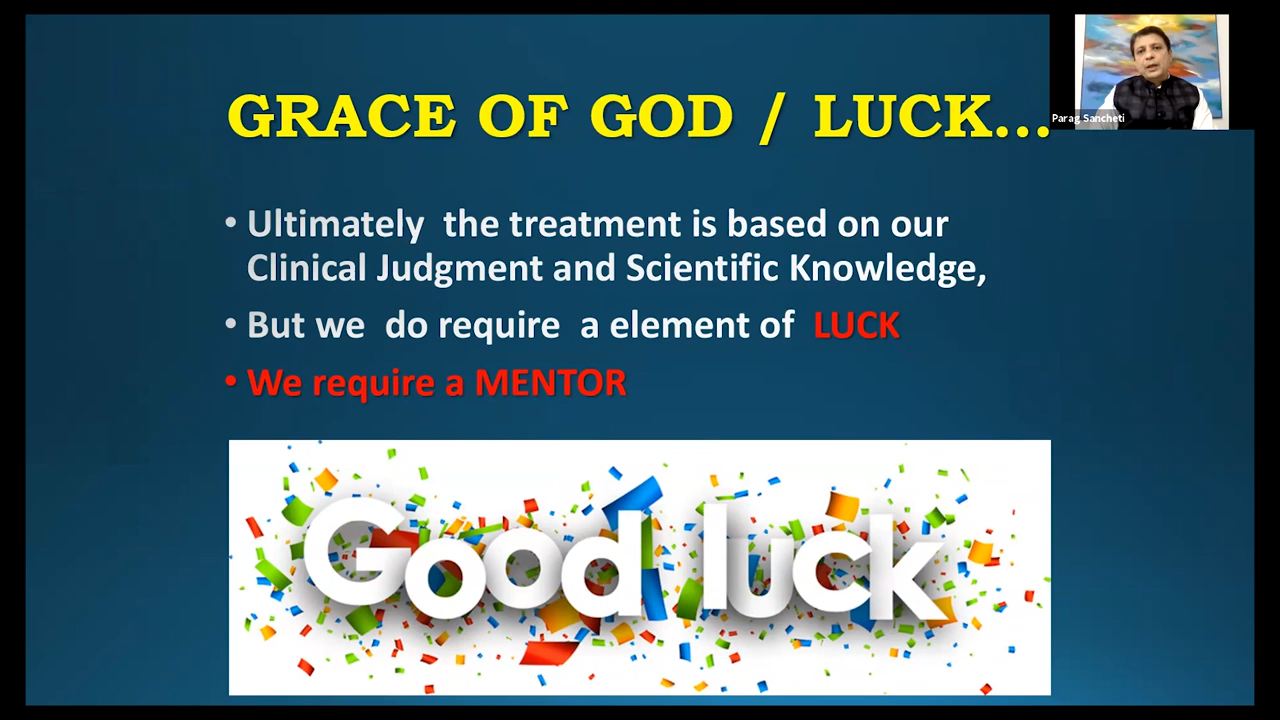 GRACE OF GOD / LUCK...
Parag Sancheti
• Ultimately the treatment is based on our
Clinical Judgment and Scientific Knowledge,
• But we do require a element of LUCK
• We require a MENTOR
Good luck